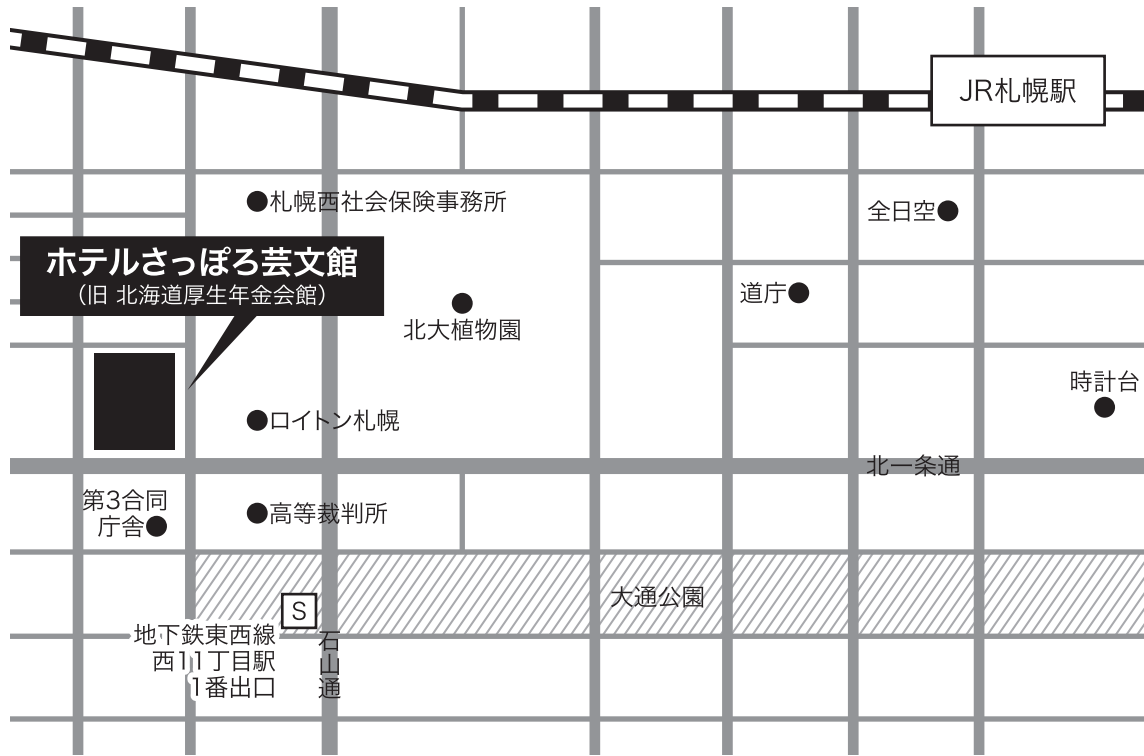 JR札幌駅
札幌西社会保険事務所
全日空
ホテルさっぽろ芸文館
（旧 北海道厚生年金会館）
道庁
北大植物園
時計台
ロイトン札幌
北一条通
第3合同
庁舎
高等裁判所
大通公園
S
地下鉄東西線
西11丁目駅
1番出口
石山通